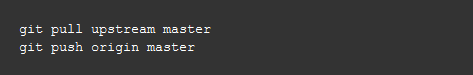 git pull upstream master
git push origin master